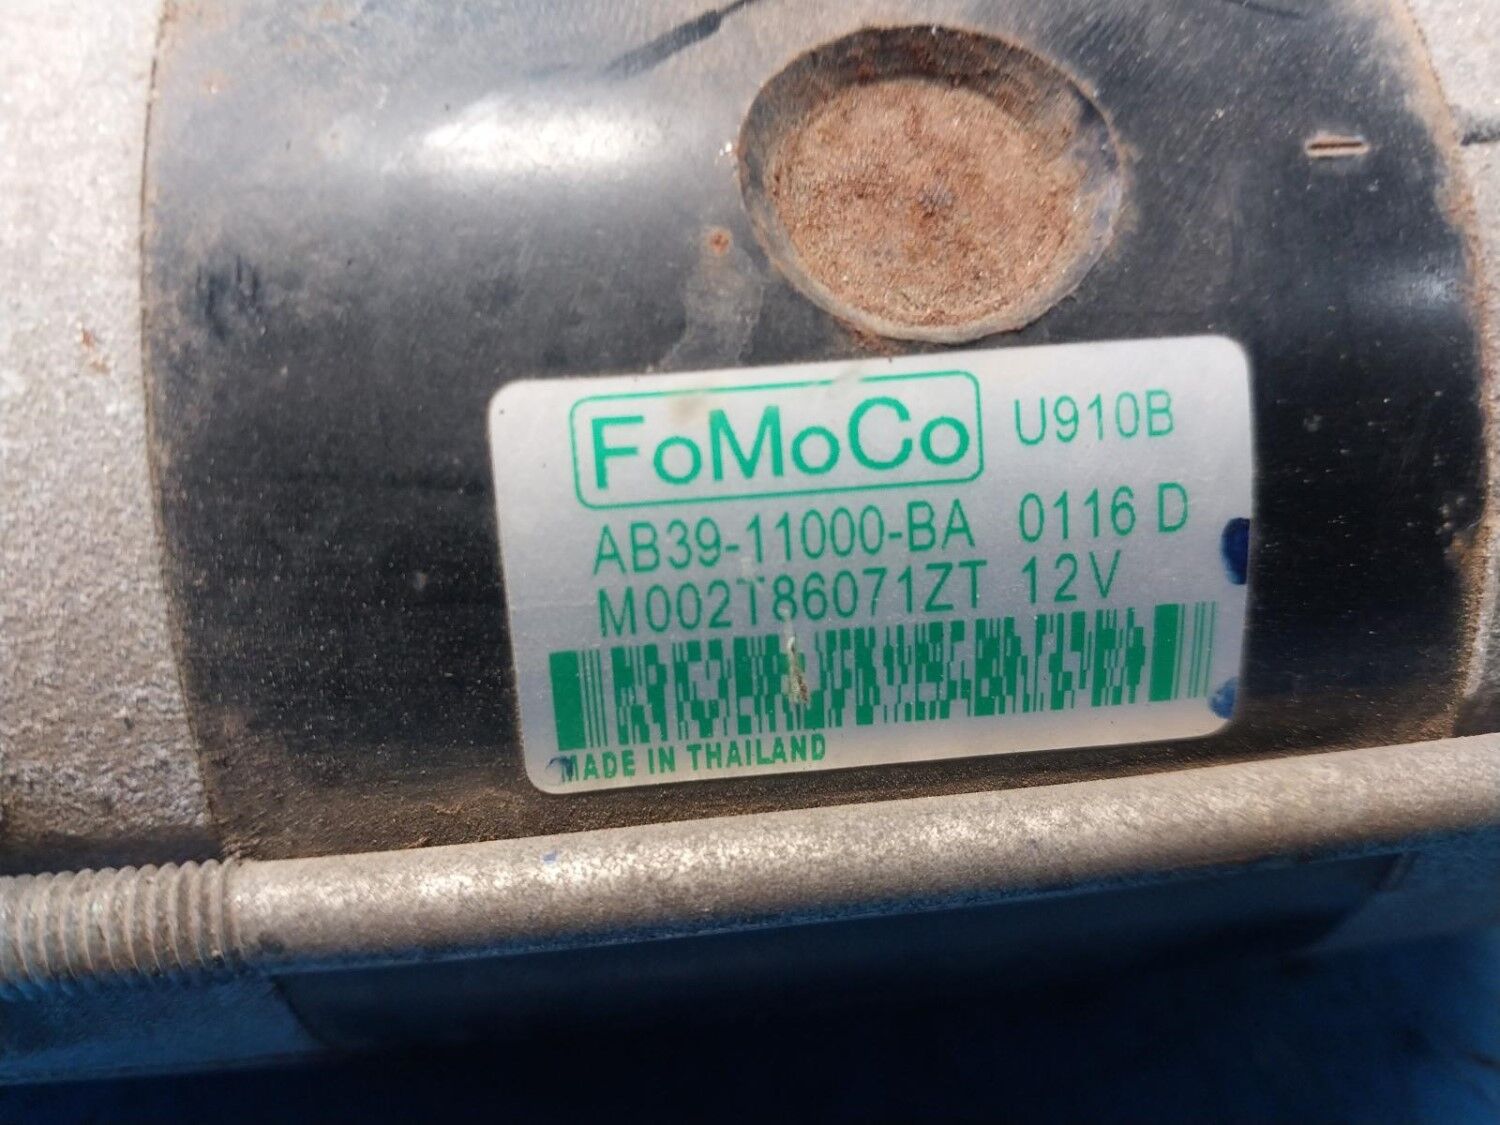 FoMoCo U910B
AB39-11000-BA 0116 D
M002T86071ZT 12V
MADE IN THAILAND